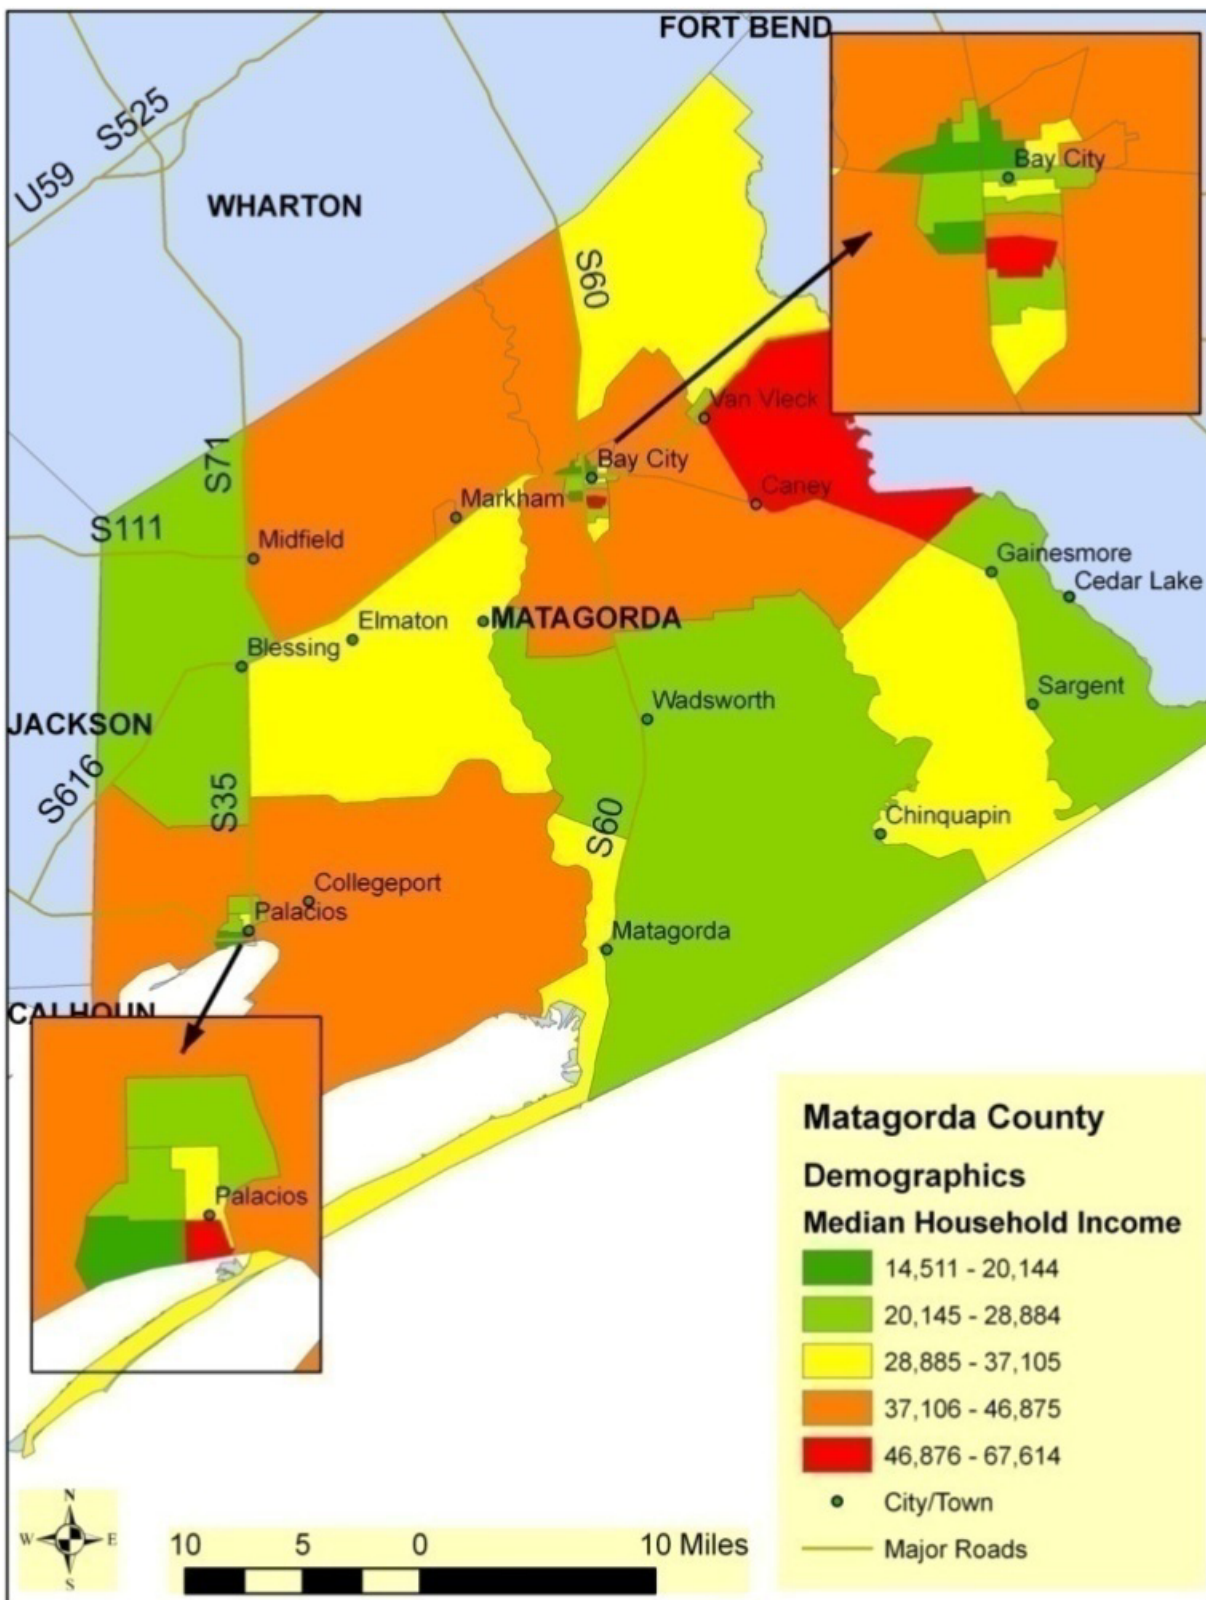 FORT BEND
S525
U59
WHARTON
Bay City
S60
Van Vleck
Bay City
S71
Markham
Caney
S111
Midfield
Gainesmore
Cedar Lake
Elmaton
MATAGORDA
Blessing
Sargent
Wadsworth
JACKSON
S616
S35
S60
Chinquapin
Collegeport
Palacios
Matagorda
CALHOUN
Palacios
Matagorda County
Demographics
Median Household Income
14,511 - 20,144
20,145 - 28,884
28,885 - 37,105
37,106 - 46,875
46,876 - 67,614
City/Town
Major Roads
N
W E
S
10 5 0 10 Miles